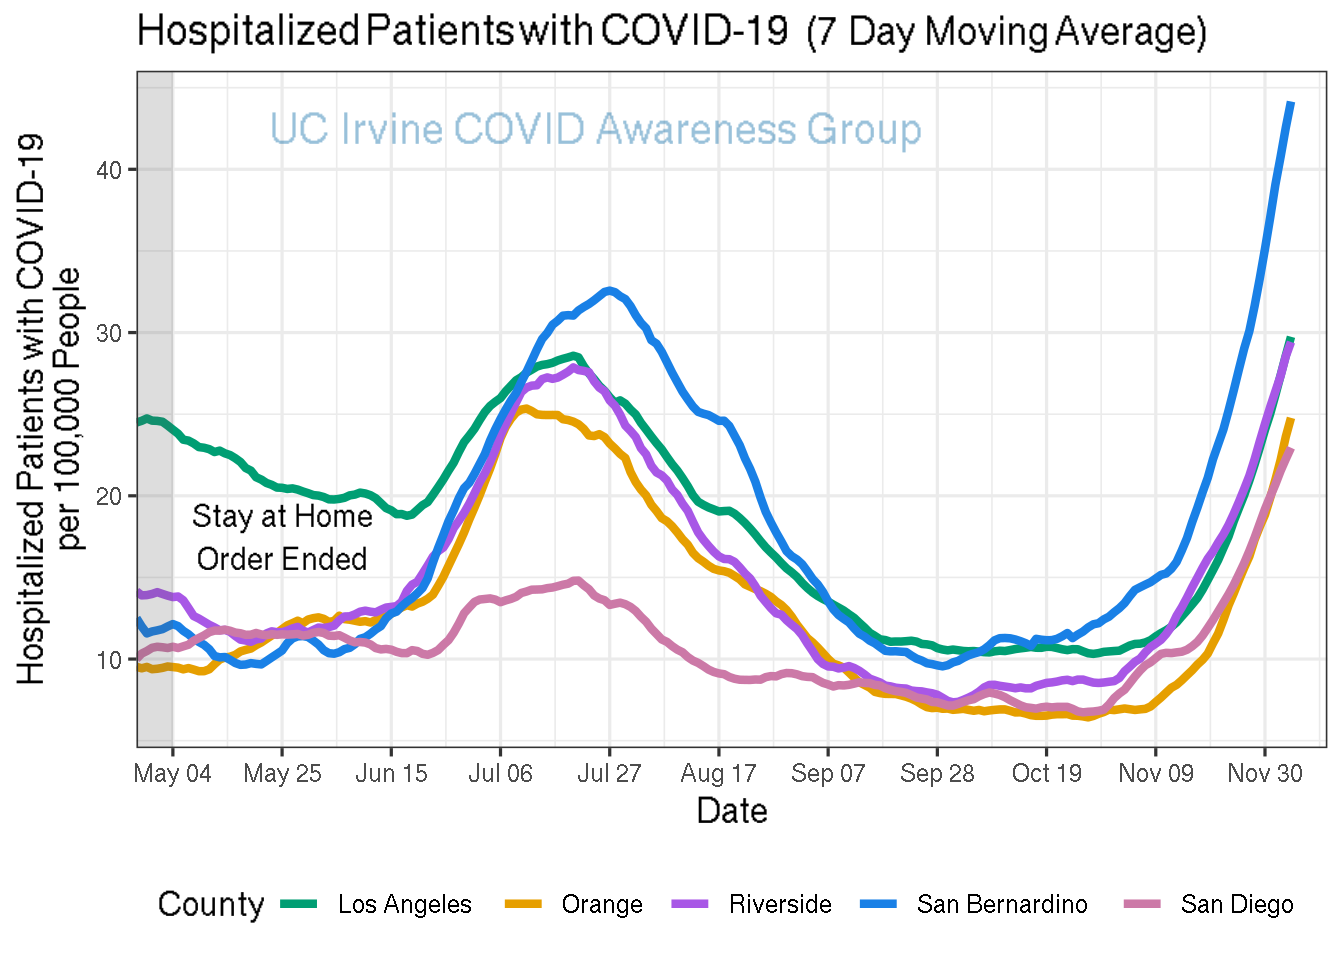 Hospitalized Patients with COVID-19 (7 Day Moving Average)
UC Irvine COVID Awareness Group
Hospitalized Patients with COVID-19
per 100,000 People
40
30
20
10
Stay at Home
Order Ended
May 04 May 25 Jun 15 Jul 06 Jul 27 Aug 17 Sep 07 Sep 28 Oct 19 Nov 09 Nov 30
Date
County Los Angeles Orange Riverside San Bernardino San Diego